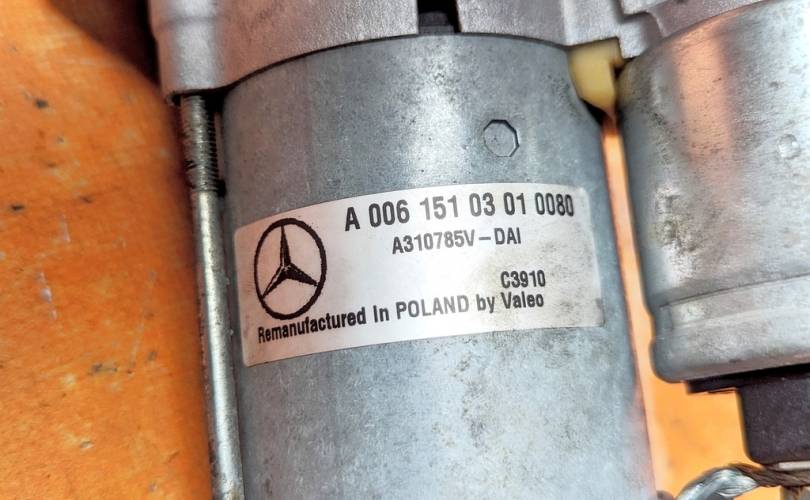 A 006 151 03 01 0080
A310785V-DAI
C3910
Remanufactured In POLAND by Valeo